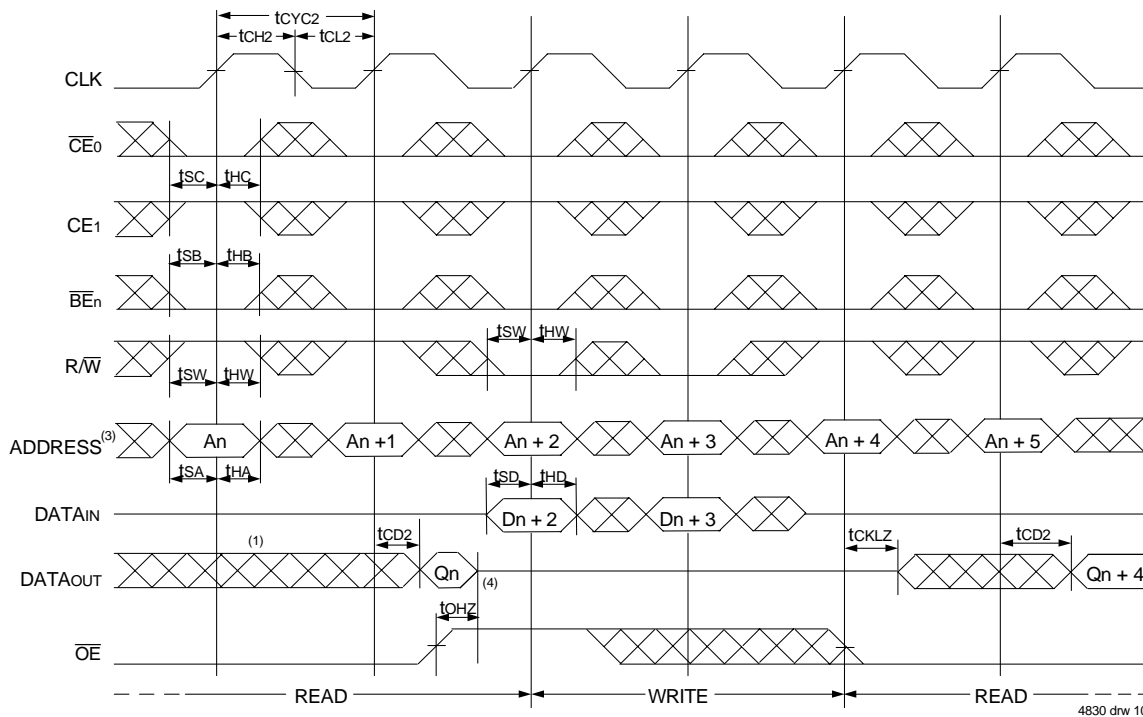 tCYC2
tCH2 tCL2
CLK
CE0
tSC tHC
CE1
tSB tHB
BEn
tSW tHW
R/W
tSW tHW
ADDRESS(3) An An +1 An + 2 An + 3 An + 4 An + 5
tSA tHA tSD tHD
DATAIN Dn + 2 Dn + 3
(1) tCD2 tCKLZ tCD2
DATAOUT Qn (4) Qn + 4
tOHZ
OE
READ WRITE READ
4830 drw 10